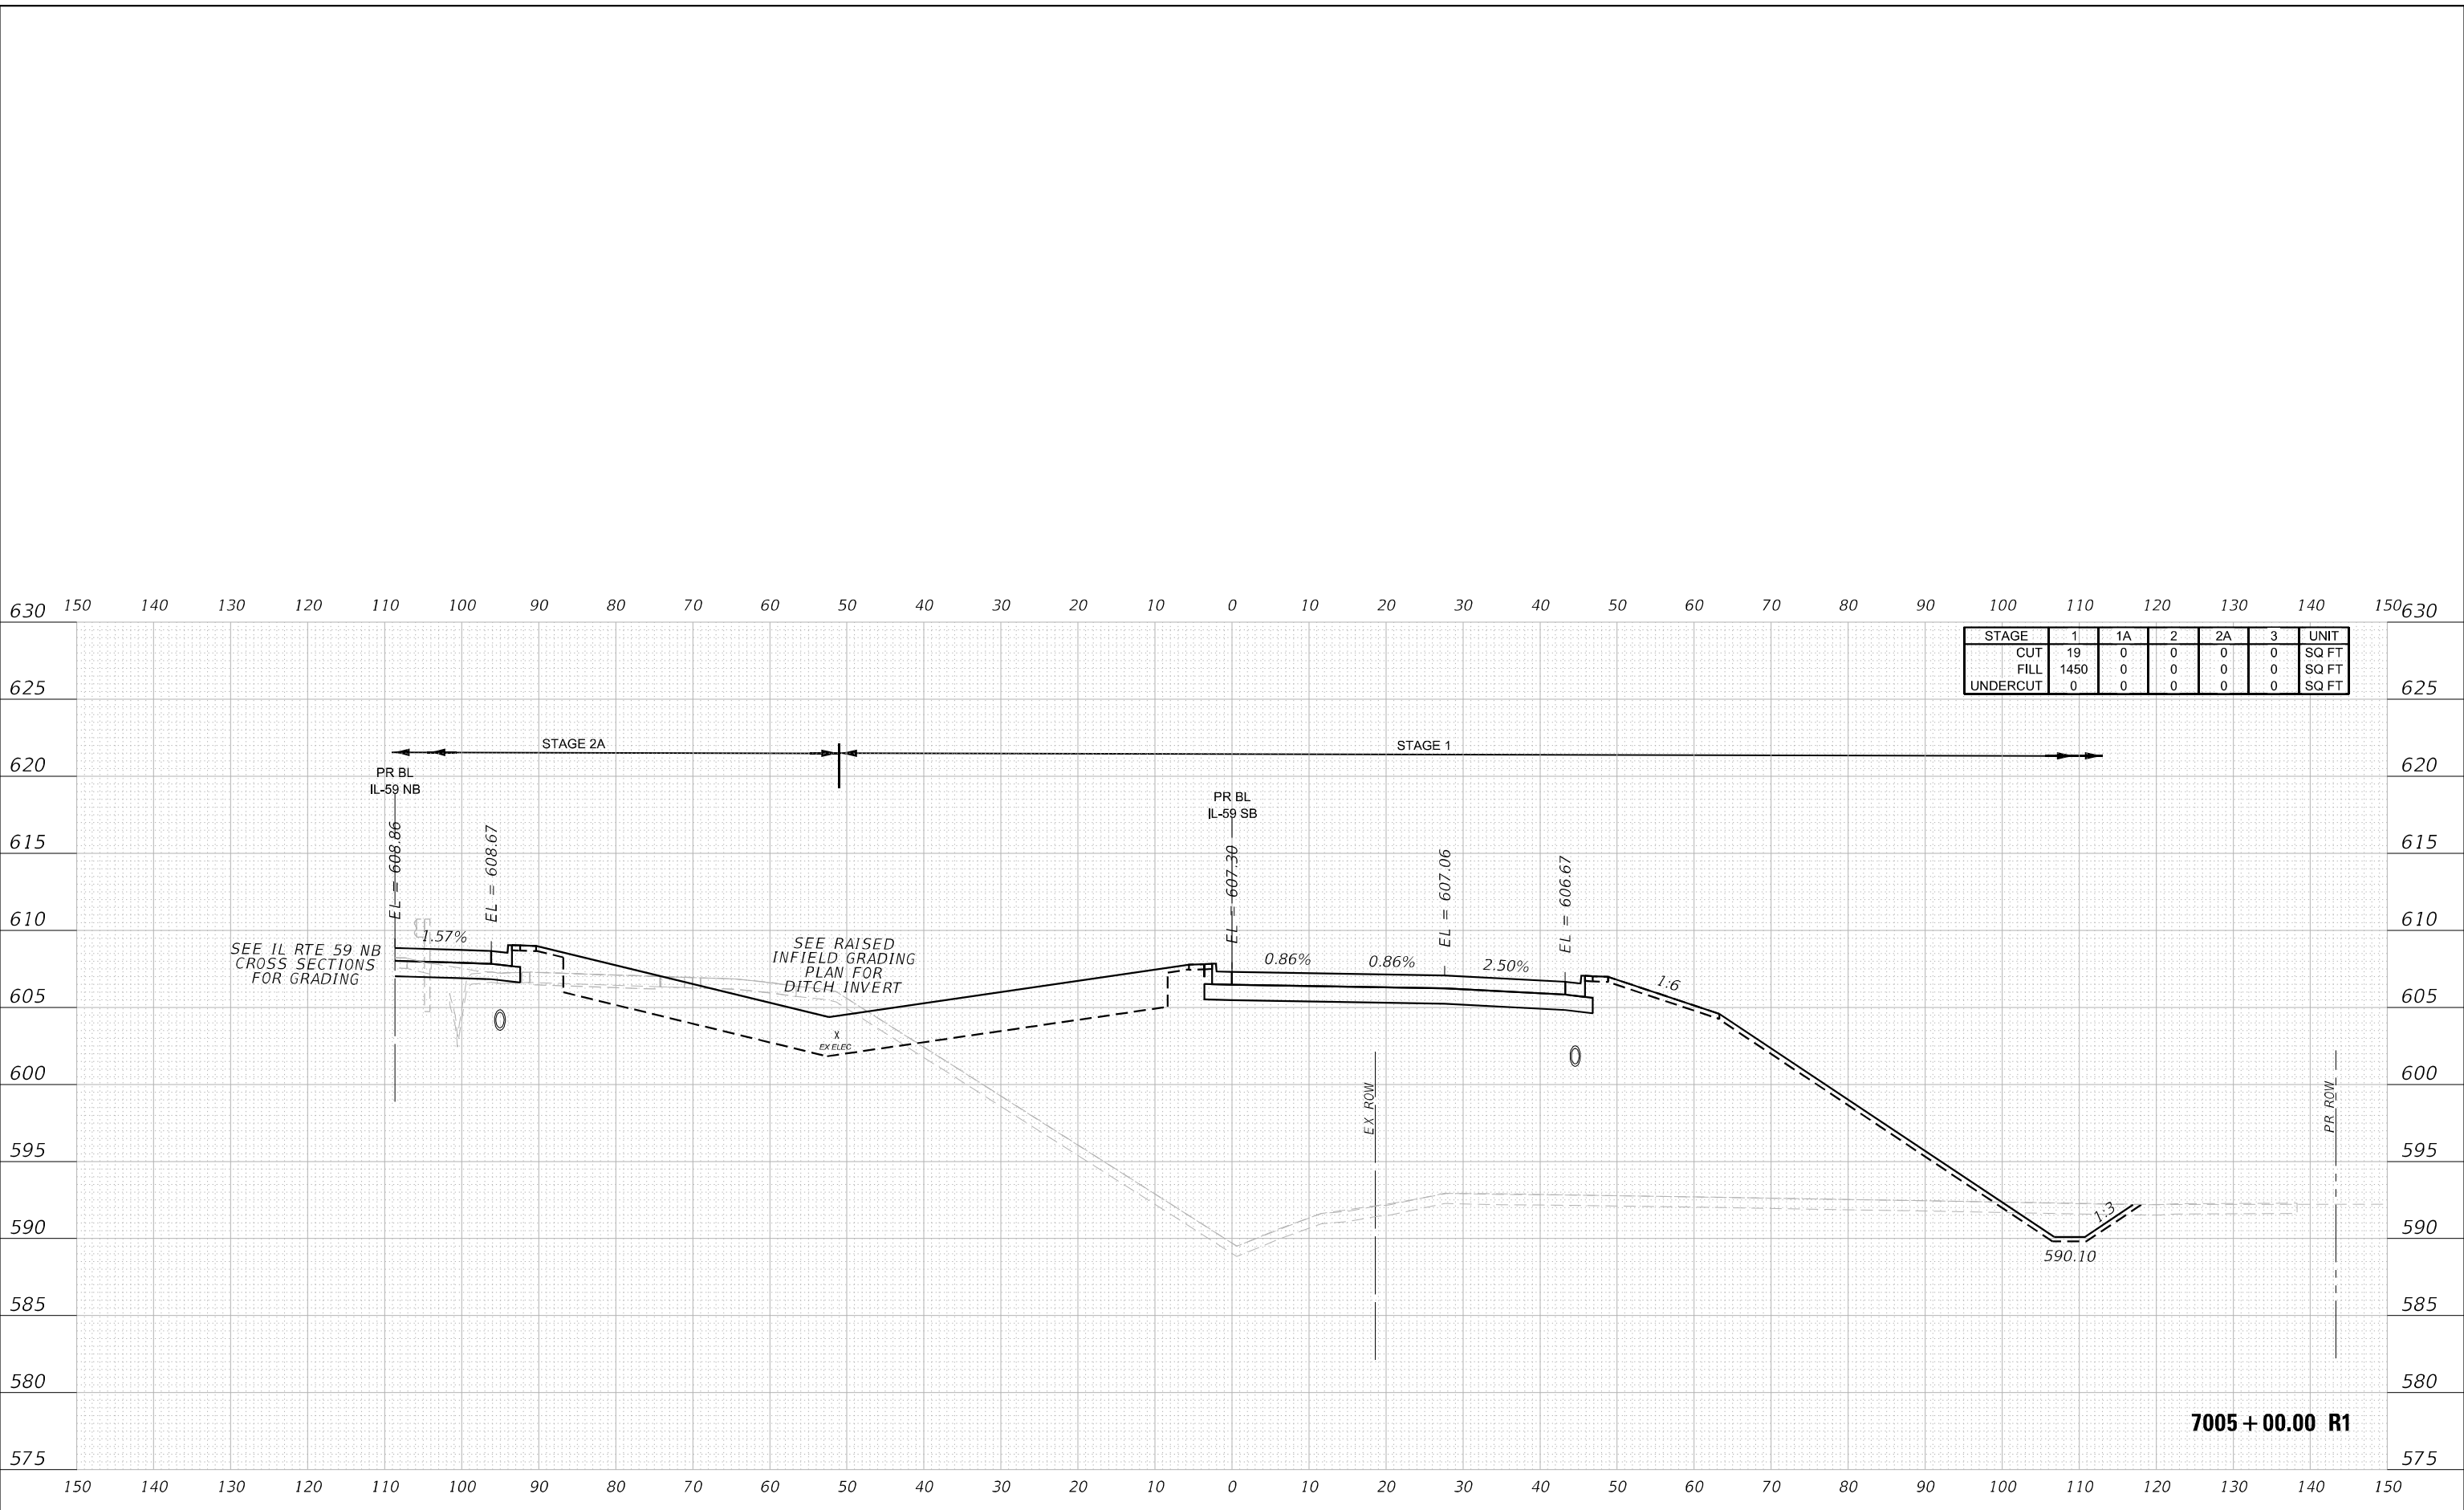 150 140 130 120 110 100 90 80 70 60 50 40 30 20 10 0 10 20 30 40 50 60 70 80 90 100 110 120 130 140 150
630 630
STAGE 1 1A 2 2A 3 UNIT
CUT 19 0 0 0 0 SQ FT
FILL 1450 0 0 0 0 SQ FT
UNDERCUT 0 0 0 0 0 SQ FT
625 625
STAGE 2A
STAGE 1
620 620
PR BL
IL-59 NB
PR BL
IL-59 SB
615 615
EL = 608.86
EL = 608.67
EL = 607.30
EL = 607.06
EL = 606.67
610 610
1.57%
SEE IL RTE 59 NB
CROSS SECTIONS
FOR GRADING
SEE RAISED
INFIELD GRADING
PLAN FOR
DITCH INVERT
0.86%
0.86%
2.50%
1:6
605 605
X
EX ELEC
600 600
EX ROW
PR ROW
595 595
1:3
590 590
590.10
585 585
580 580
7005+00.00 R1
575 575
150 140 130 120 110 100 90 80 70 60 50 40 30 20 10 0 10 20 30 40 50 60 70 80 90 100 110 120 130 140 150